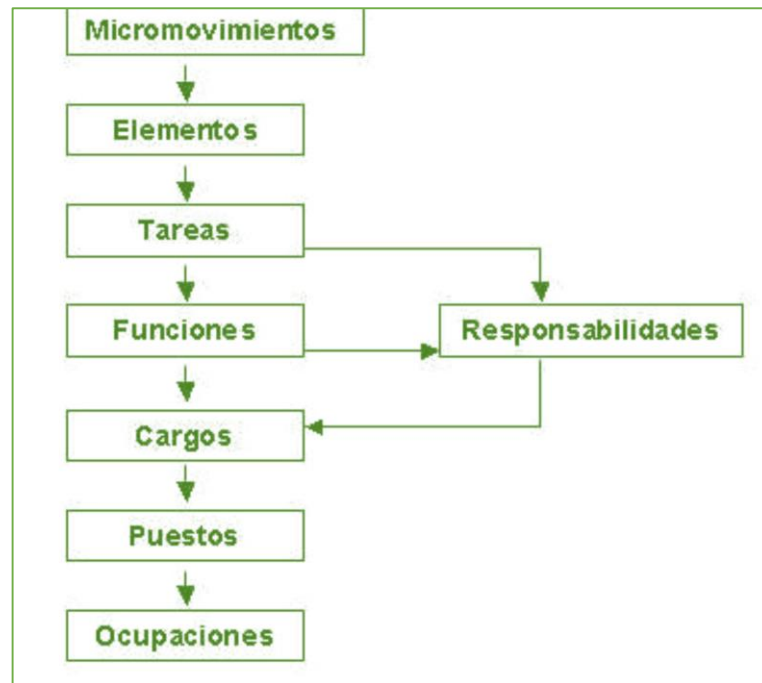 Micromovimientos
Elementos
Tareas
Funciones
Responsabilidades
Cargos
Puestos
Ocupaciones